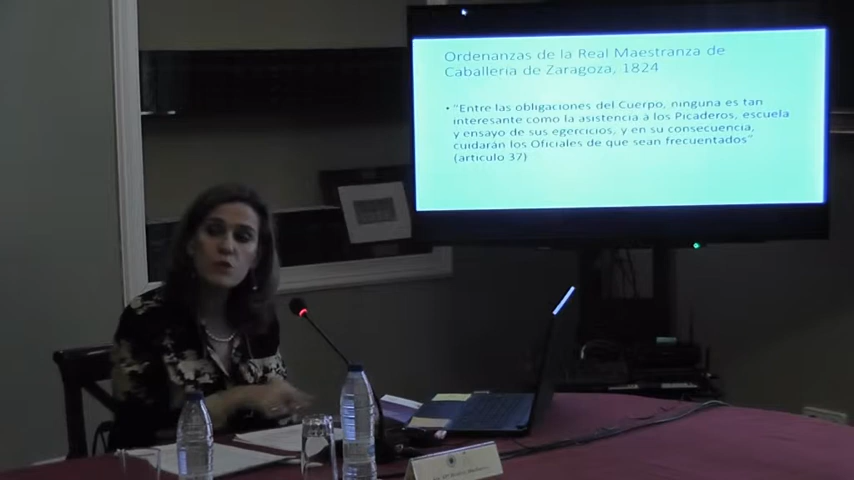 Ordenanzas de la Real Maestranza de
Caballería de Zaragoza, 1824
• "Entre las obligaciones del Cuerpo, ninguna es tan
interesante como la asistencia à los Picaderos, escuela
y ensayo de sus egercicios, y en su consecuencia,
cuidarán los Oficiales de que sean frecuentados"
(artículo 37)